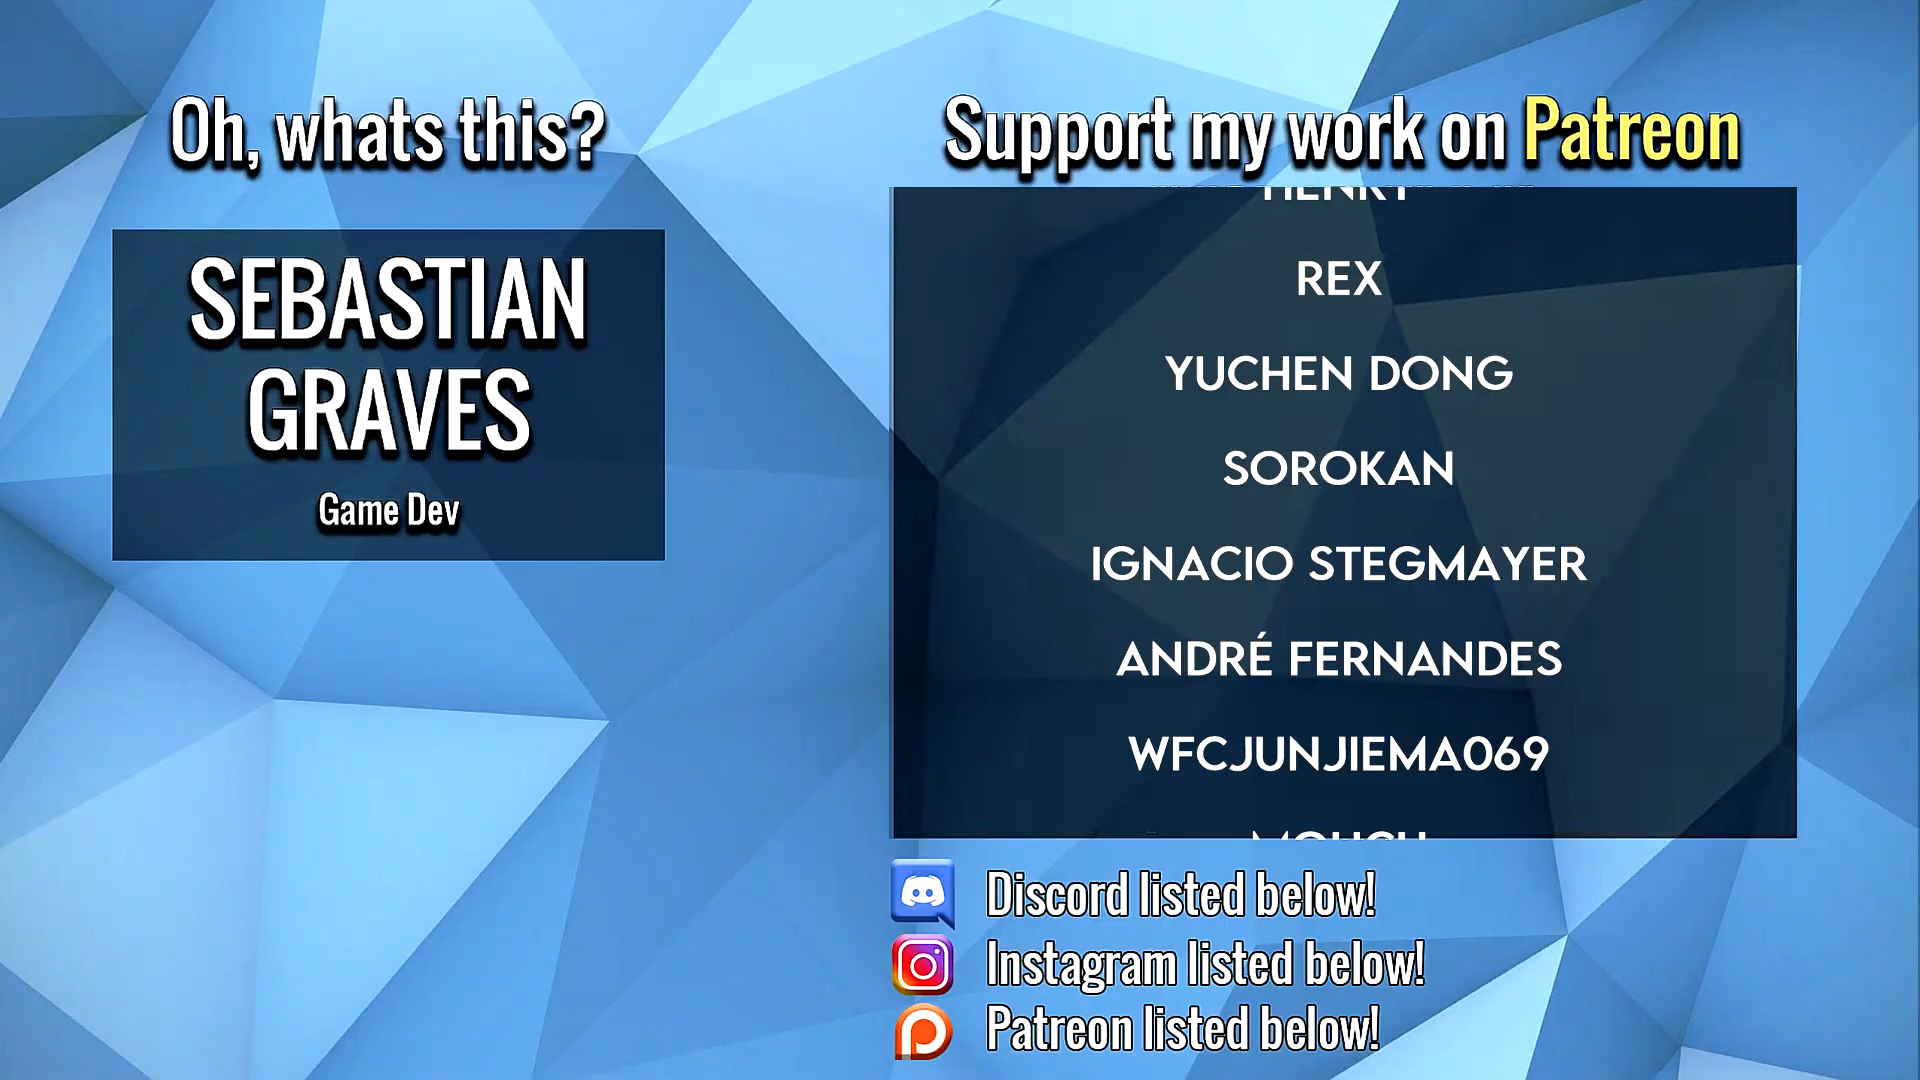 Oh, whats this?
SEBASTIAN
GRAVES
Game Dev
Support my work on Patreon
HENRY
REX
YUCHEN DONG
SOROKAN
IGNACIO STEGMAYER
ANDRÉ FERNANDES
WFCJUNJIEMA069
Discord listed below!
Instagram listed below!
Patreon listed below!